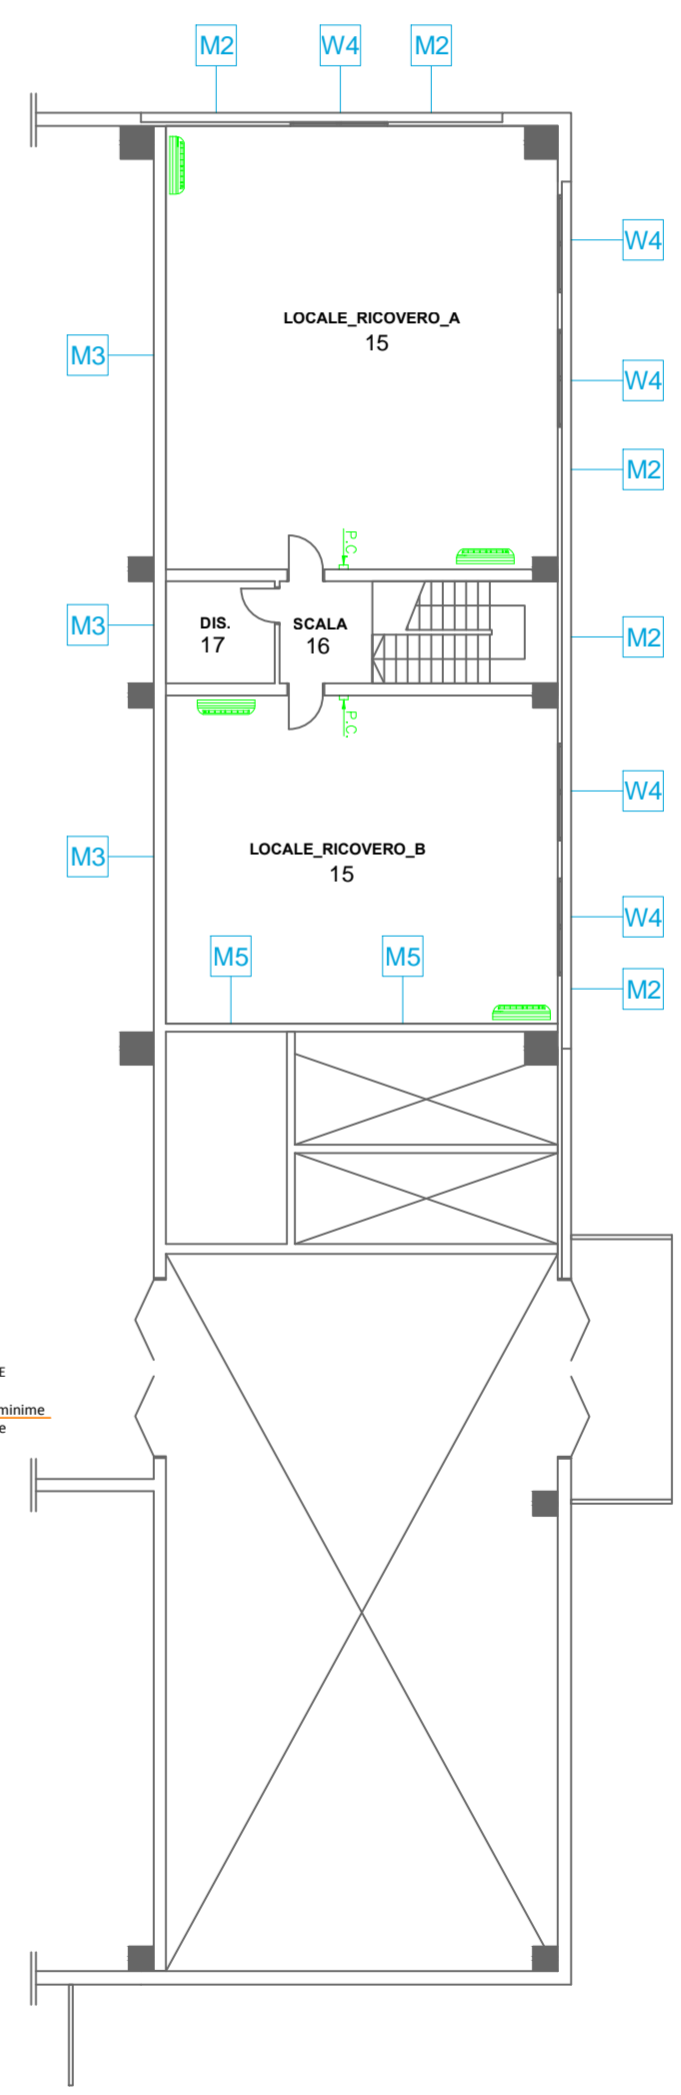 M2 W4 M2
W4
LOCALE_RICOVERO_A
15
M3
W4
M2
P.C
DIS.
17
SCALA
16
M3
M2
P.C.
W4
LOCALE_RICOVERO_B
15
M3
W4
M5 M5
M2
E
minime
e